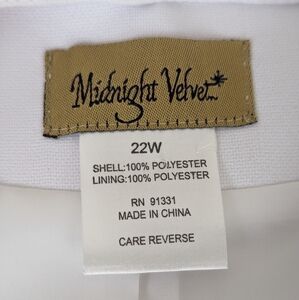 Midnight Velvet
22W
SHELL:100% POLYESTER
LINING:100% POLYESTER
RN 91331
MADE IN CHINA
CARE REVERSE